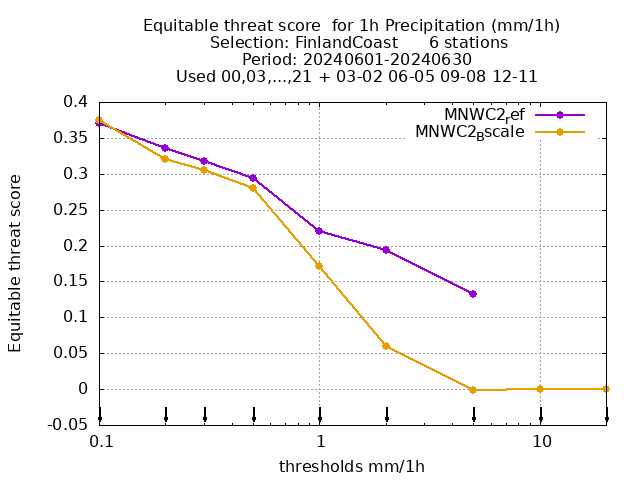 Equitable threat score  for 1h Precipitation (mm/1h)
Selection: FinlandCoast      6 stations
Period: 20240601-20240630
Used 00,03,...,21 + 03-02 06-05 09-08 12-11
MNWC2ref
MNWC2Bscale
Equitable threat score
0.4
0.35
0.3
0.25
0.2
0.15
0.1
0.05
0
-0.05
0.1 1 10
thresholds mm/1h